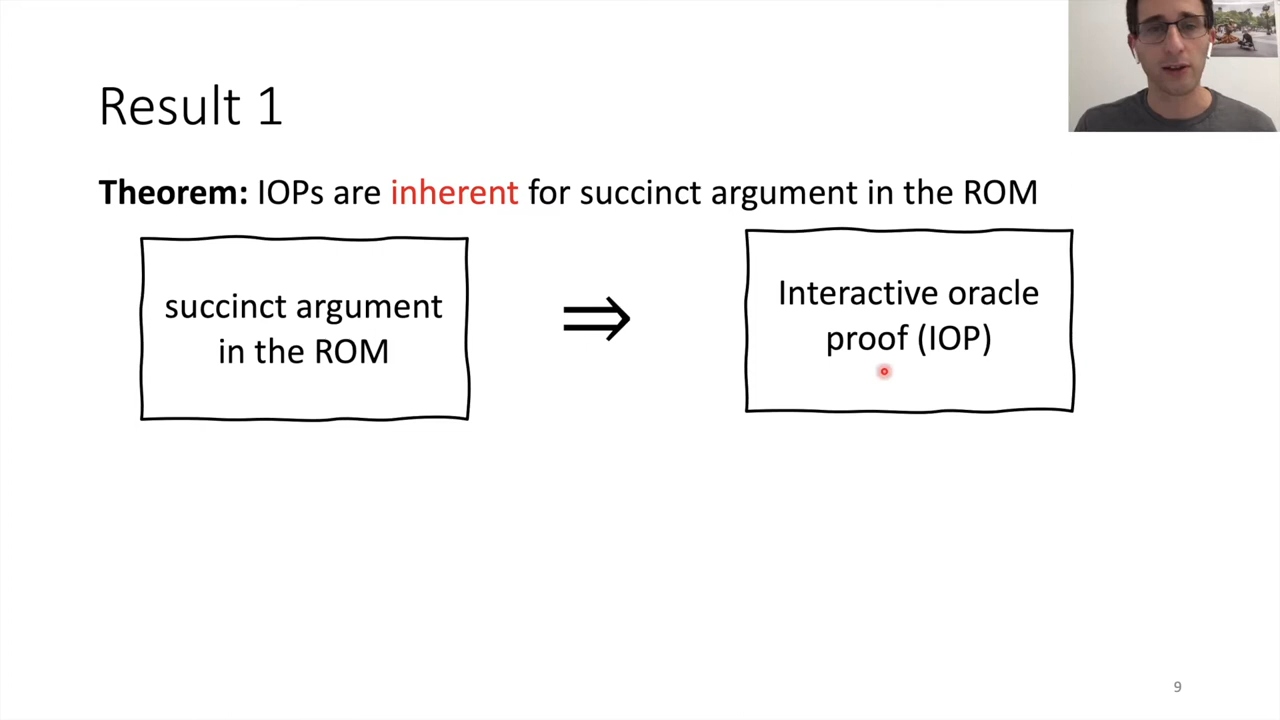 Result 1
Theorem: IOPs are inherent for succinct argument in the ROM
succinct argument
in the ROM
⇒
Interactive oracle
proof (IOP)
9